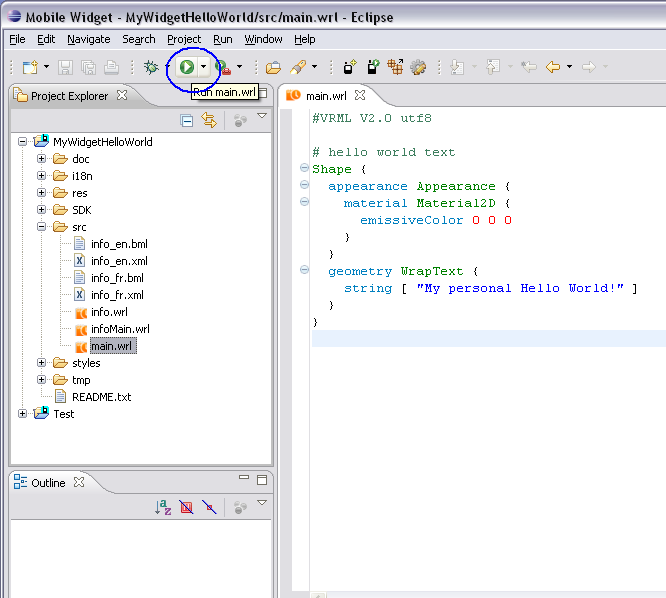 Mobile Widget - MyWidgetHelloWorld/src/main.wrl - Eclipse
File Edit Navigate Search Project Run Window Help
Run main.wrl
Project Explorer
MyWidgetHelloWorld
doc
i18n
res
SDK
src
info_en.bml
info_en.xml
info_fr.bml
info_fr.xml
info.wrl
infoMain.wrl
main.wrl
styles
tmp
README.txt
Test
Outline
main.wrl
#VRML V2.0 utf8
# hello world text
Shape {
appearance Appearance {
material Material2D {
emissiveColor 0 0 0
}
}
geometry WrapText {
string [ "My personal Hello World!" ]
}
}